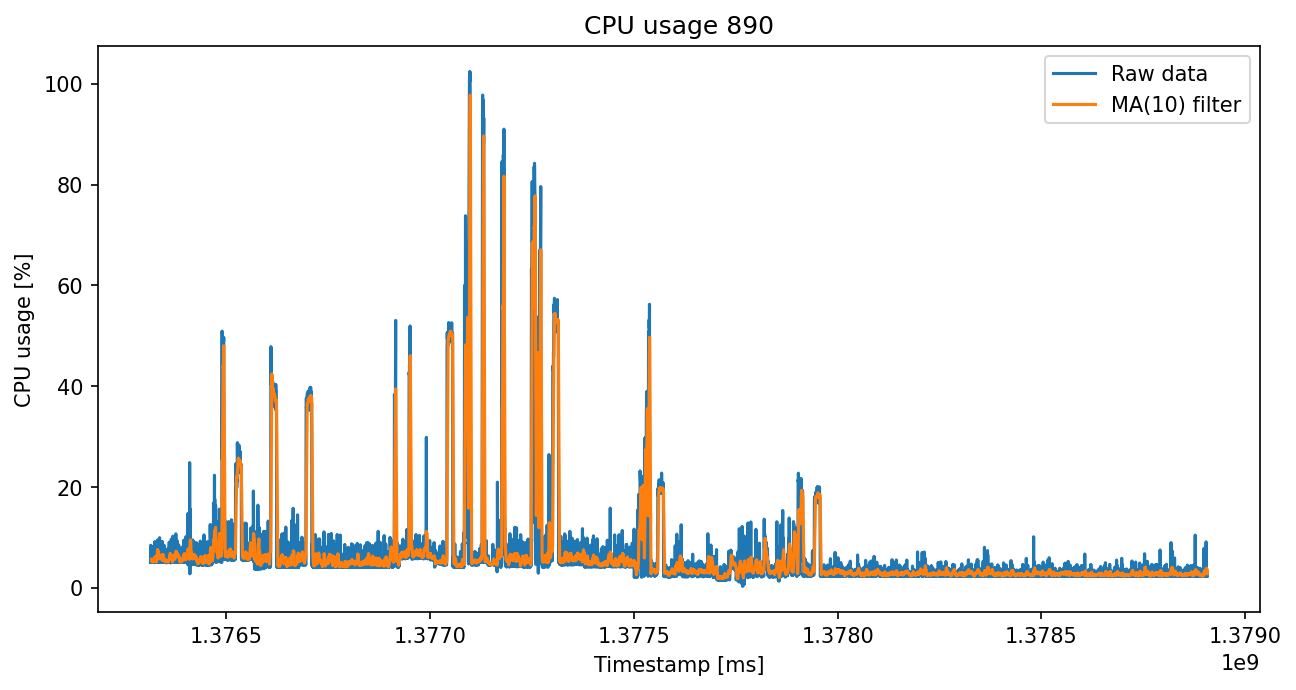 CPU usage 890
Raw data
MA(10) filter
CPU usage [%]
100
80
60
40
20
0
1.3765 1.3770 1.3775 1.3780 1.3785 1.3790
1e9
Timestamp [ms]